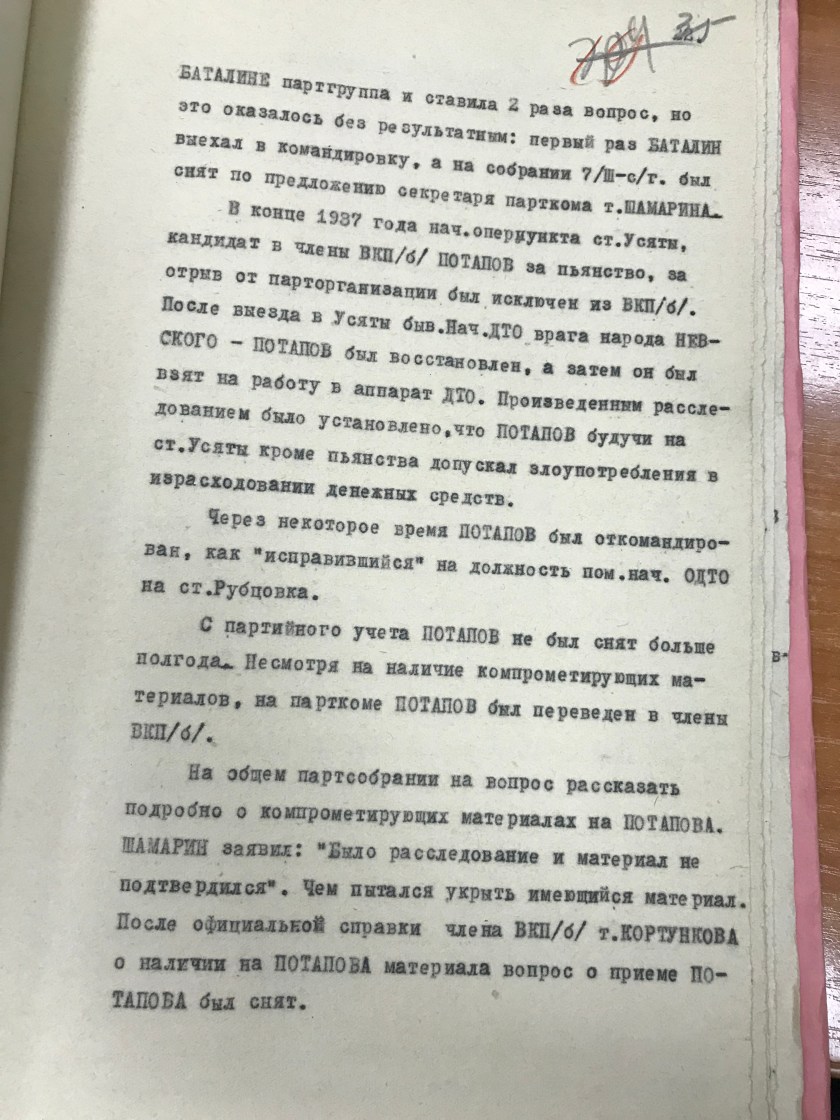 35
БАТАЛИНЕ партгруппа и ставила 2 раза вопрос, но
это оказалось без результатным: первый раз БАТАЛИН
выехал в командировку, а на собрании 7/Ш-с/г. был
снят по предложению секретаря парткома т.ШАМАРИНА.
В конце 1937 года нач.оперпункта ст.Усяты,
кандидат в члены ВКП/б/ ПОТАПОВ за пьянство, за
отрыв от парторганизации был исключен из ВКП/б/.
После выезда в Усяты быв.Нач.ДТО врага народа НЕВ-
СКОГО - ПОТАПОВ был восстановлен, а затем он был
взят на работу в аппарат ДТО. Произведенным рассле-
дованием было установлено,что ПОТАПОВ будучи на
ст.Усяты кроме пьянства допускал злоупотребления в
израсходовании денежных средств.
Через некоторое время ПОТАПОВ был откомандиро-
ван, как "исправившийся" на должность пом.нач. ОДТО
на ст.Рубцовка.
С партийного учета ПОТАПОВ не был снят больше
полгода. Несмотря на наличие компрометирующих ма-
териалов, на парткоме ПОТАПОВ был переведен в члены
ВКП/б/.
На общем партсобрании на вопрос рассказать
подробно о компрометирующих материалах на ПОТАПОВА.
ШАМАРИН заявил: "Было расследование и материал не
подтвердился". Чем пытался укрыть имеющийся материал.
После официальной справки члена ВКП/б/ т.КОРТУНКОВА
о наличии на ПОТАПОВА материала вопрос о приеме ПО-
ТАПОВА был снят.